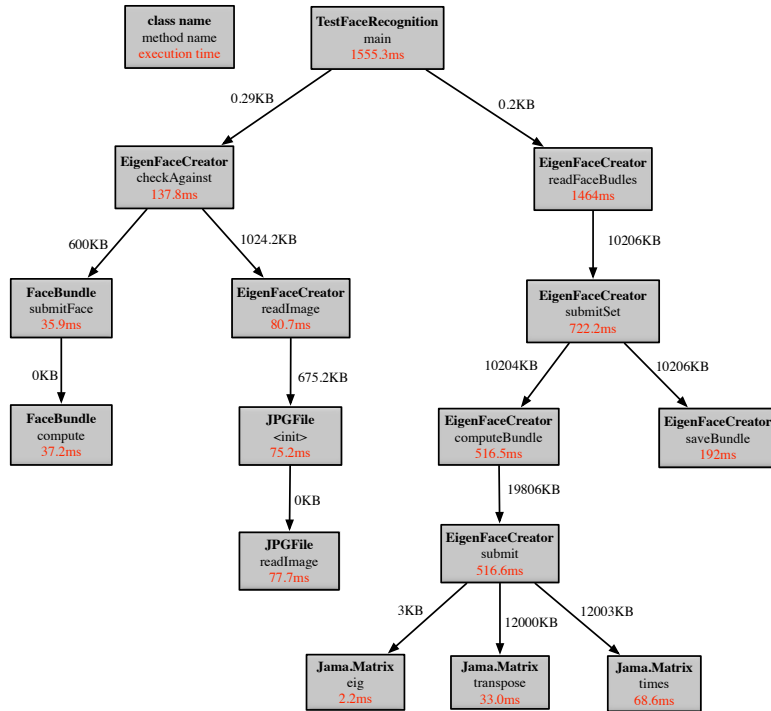 class name
method name
execution time
TestFaceRecognition
main
1555.3ms
0.29KB
0.2KB
EigenFaceCreator
checkAgainst
137.8ms
EigenFaceCreator
readFaceBudles
1464ms
600KB
1024.2KB
10206KB
FaceBundle
submitFace
35.9ms
EigenFaceCreator
readImage
80.7ms
EigenFaceCreator
submitSet
722.2ms
0KB
675.2KB
10204KB
10206KB
FaceBundle
compute
37.2ms
JPGFile
<init>
75.2ms
EigenFaceCreator
computeBundle
516.5ms
EigenFaceCreator
saveBundle
192ms
0KB
19806KB
JPGFile
readImage
77.7ms
EigenFaceCreator
submit
516.6ms
3KB
12000KB
12003KB
Jama.Matrix
eig
2.2ms
Jama.Matrix
transpose
33.0ms
Jama.Matrix
times
68.6ms